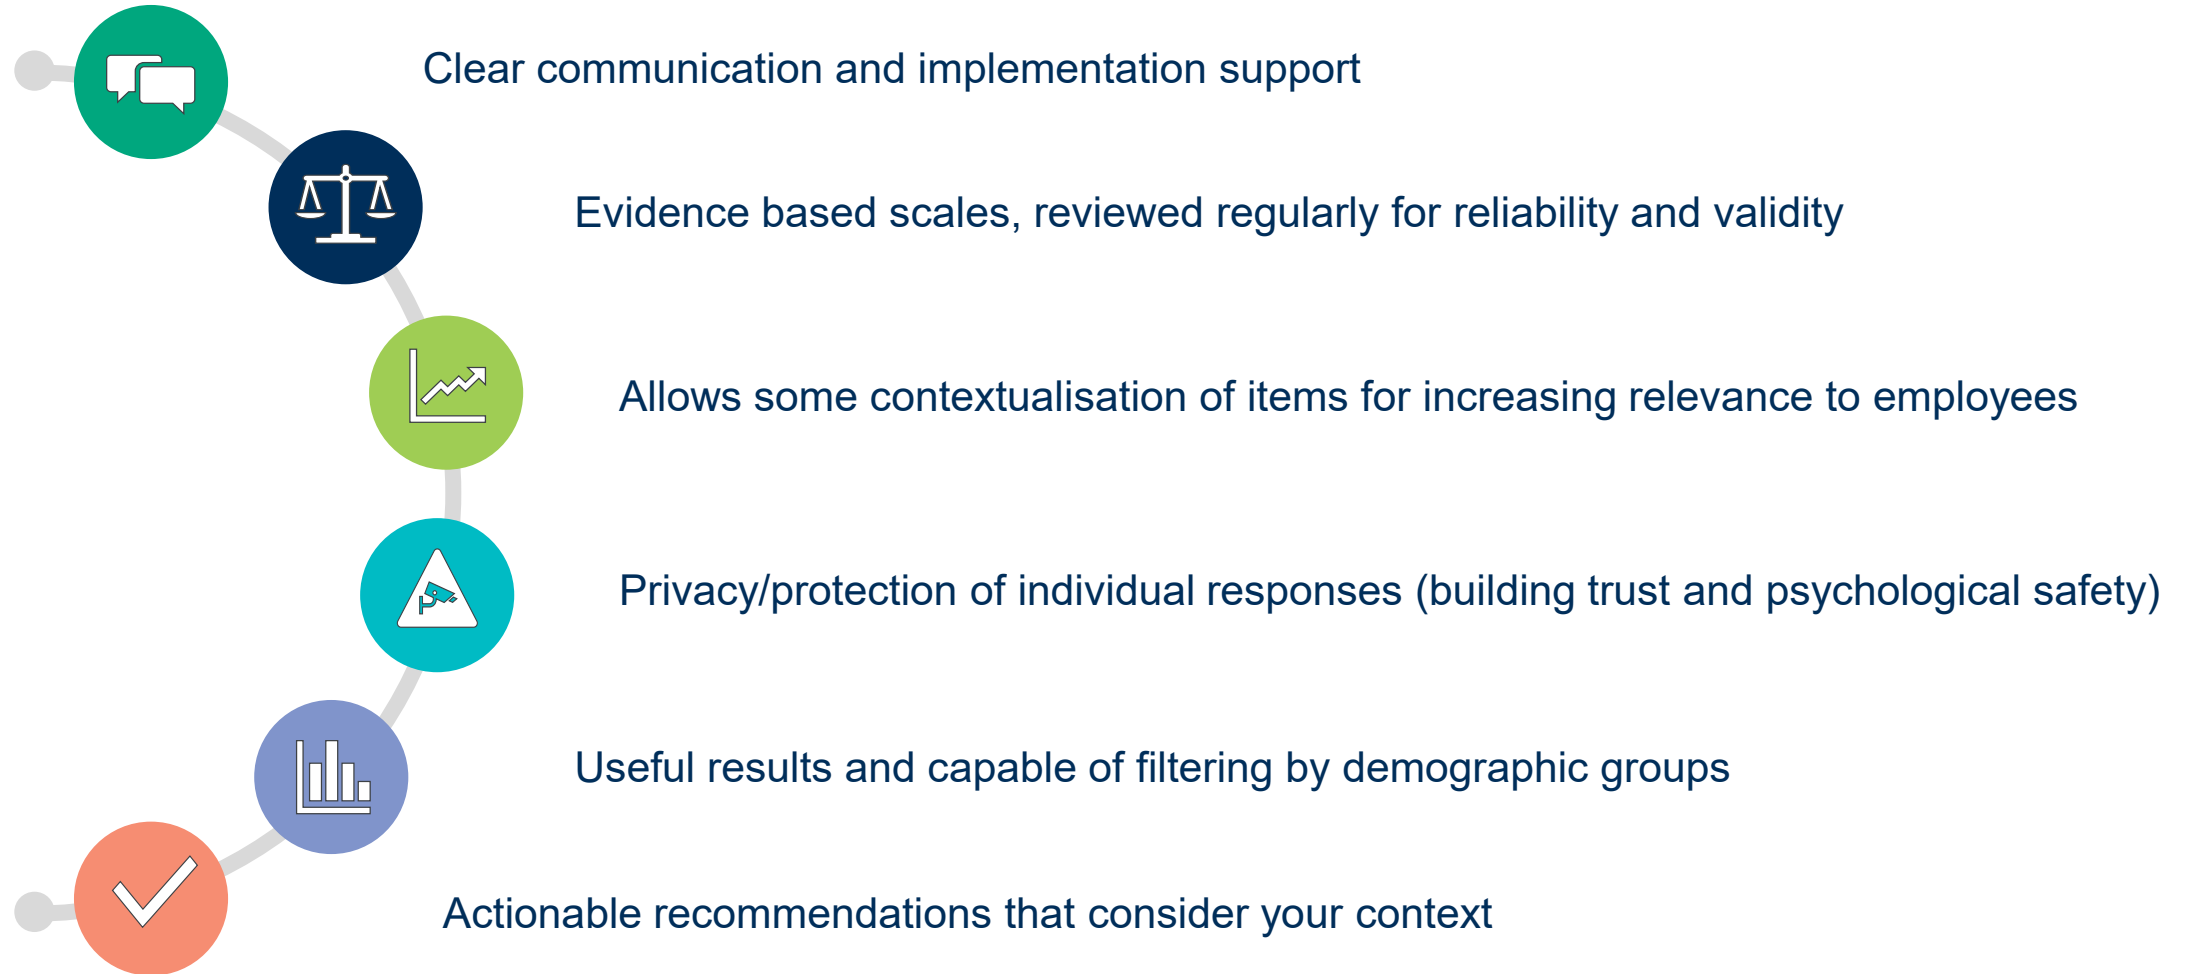 Clear communication and implementation support
Evidence based scales, reviewed regularly for reliability and validity
Allows some contextualisation of items for increasing relevance to employees
Privacy/protection of individual responses (building trust and psychological safety)
Useful results and capable of filtering by demographic groups
Actionable recommendations that consider your context